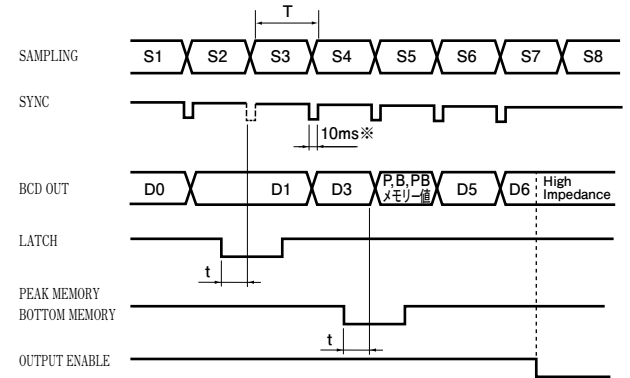 T
SAMPLING S1 S2 S3 S4 S5 S6 S7 S8
SYNC
10ms※
BCD OUT D0 D1 D3 P,B,PB メモリー値 D5 D6 High Impedance
LATCH
t
PEAK MEMORY
BOTTOM MEMORY
t
OUTPUT ENABLE